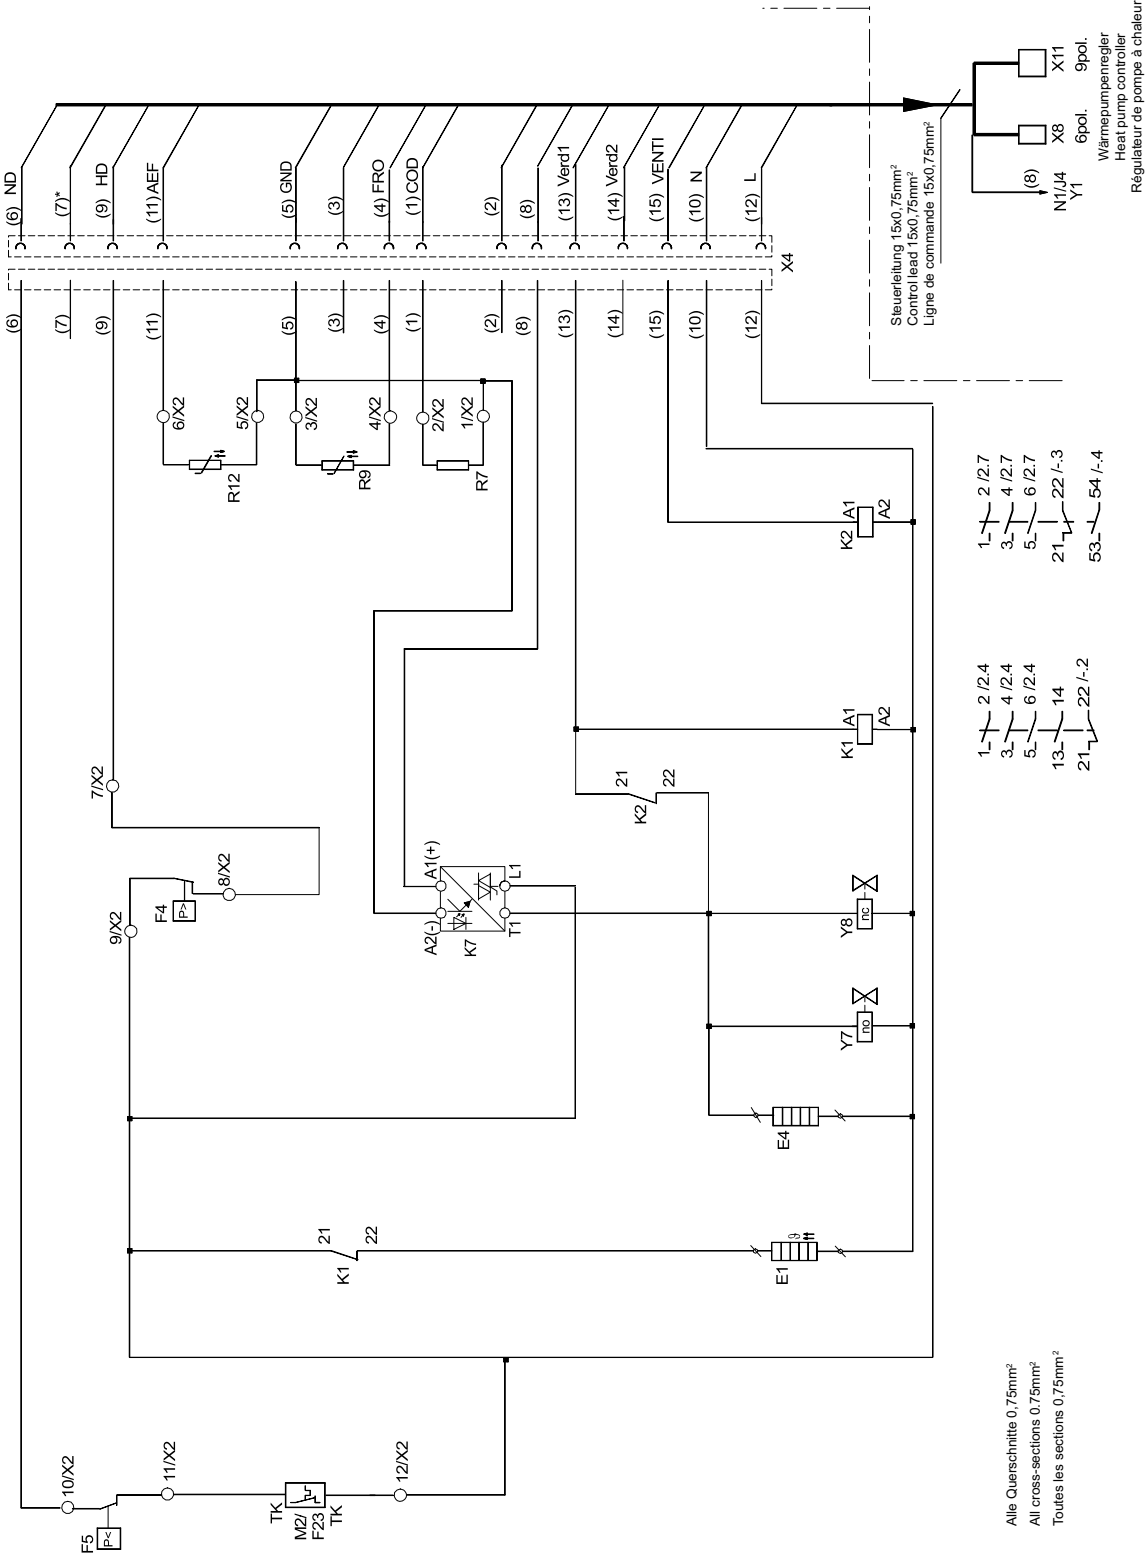 (6) ND
(7)*
(9) HD
(11) AEF
(5) GND
(3)
(4) FRO
(1) COD
(2)
(8)
(13) Verd1
(14) Verd2
(15) VENTI
(10) N
(12) L
X4
(6)
(7)
(9)
(11)
(5)
(3)
(4)
(1)
(2)
(8)
(13)
(14)
(15)
(10)
(12)
Steuerleitung 15x0,75mm²
Control lead 15x0,75mm²
Ligne de commande 15x0,75mm²
(8)
N1/J4
Y1
X8
6pol.
X11
9pol.
Wärmepumpenregler
Heat pump controller
Régulateur de pompe à chaleur
6/X2
5/X2
3/X2
4/X2
2/X2
1/X2
R12
R9
R7
7/X2
8/X2
9/X2
F4
P>
A1(+)
A2(-)
K7
L1
T1
K2
A1
A2
K1
A1
A2
21
K2
22
Y8
nc
Y7
no
E4
21
K1
22
E1
ϑ
10/X2
F5
P<
11/X2
TK
M2/
F23
TK
12/X2
1 2 /2.7
3 4 /2.7
5 6 /2.7
21 22 /-.3
53 54 /-.4
1 2 /2.4
3 4 /2.4
5 6 /2.4
13 14
21 22 /-.2
Alle Querschnitte 0,75mm²
All cross-sections 0.75mm²
Toutes les sections 0,75mm²